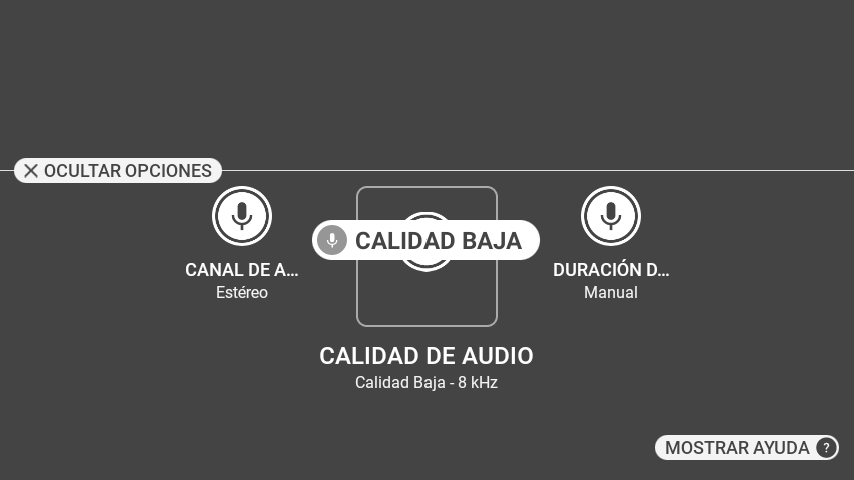 OCULTAR OPCIONES
CALIDAD BAJA
CANAL DE A...
Estéreo
DURACIÓN D...
Manual
CALIDAD DE AUDIO
Calidad Baja - 8 kHz
MOSTRAR AYUDA ?